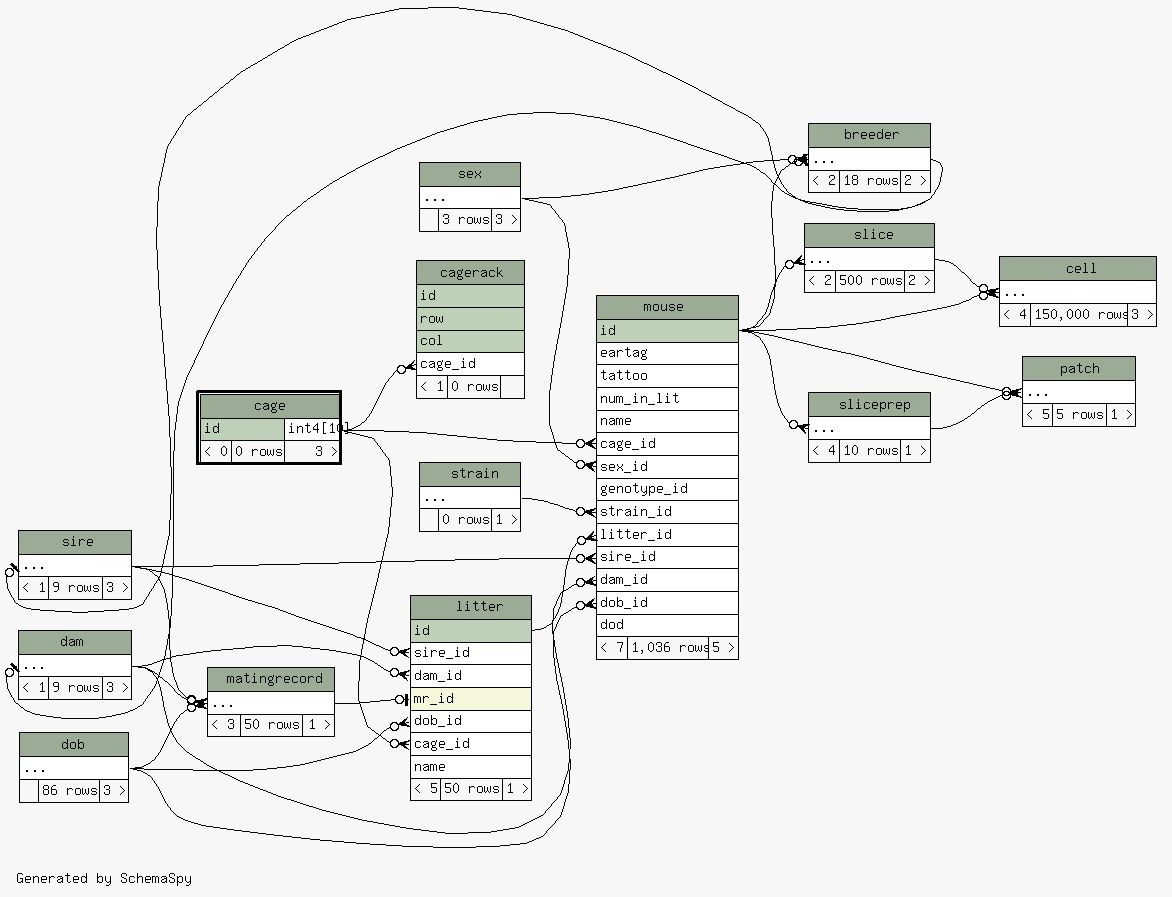 breeder
...
< 2 18 rows 2 >
sex
...
3 rows 3 >
slice
...
< 2 500 rows 2 >
cell
...
< 4 150,000 rows 3 >
cagerack
id
row
col
cage_id
< 1 0 rows
mouse
id
eartag
tattoo
num_in_lit
name
cage_id
sex_id
genotype_id
strain_id
litter_id
sire_id
dam_id
dob_id
dod
< 7 1,036 rows 5 >
patch
...
< 5 5 rows 1 >
sliceprep
...
< 4 10 rows 1 >
cage
id int4[10]
< 0 0 rows 3 >
strain
...
0 rows 1 >
sire
...
< 1 9 rows 3 >
dam
...
< 1 9 rows 3 >
matingrecord
...
< 3 50 rows 1 >
dob
...
86 rows 3 >
litter
id
sire_id
dam_id
mr_id
dob_id
cage_id
name
< 5 50 rows 1 >
Generated by SchemaSpy